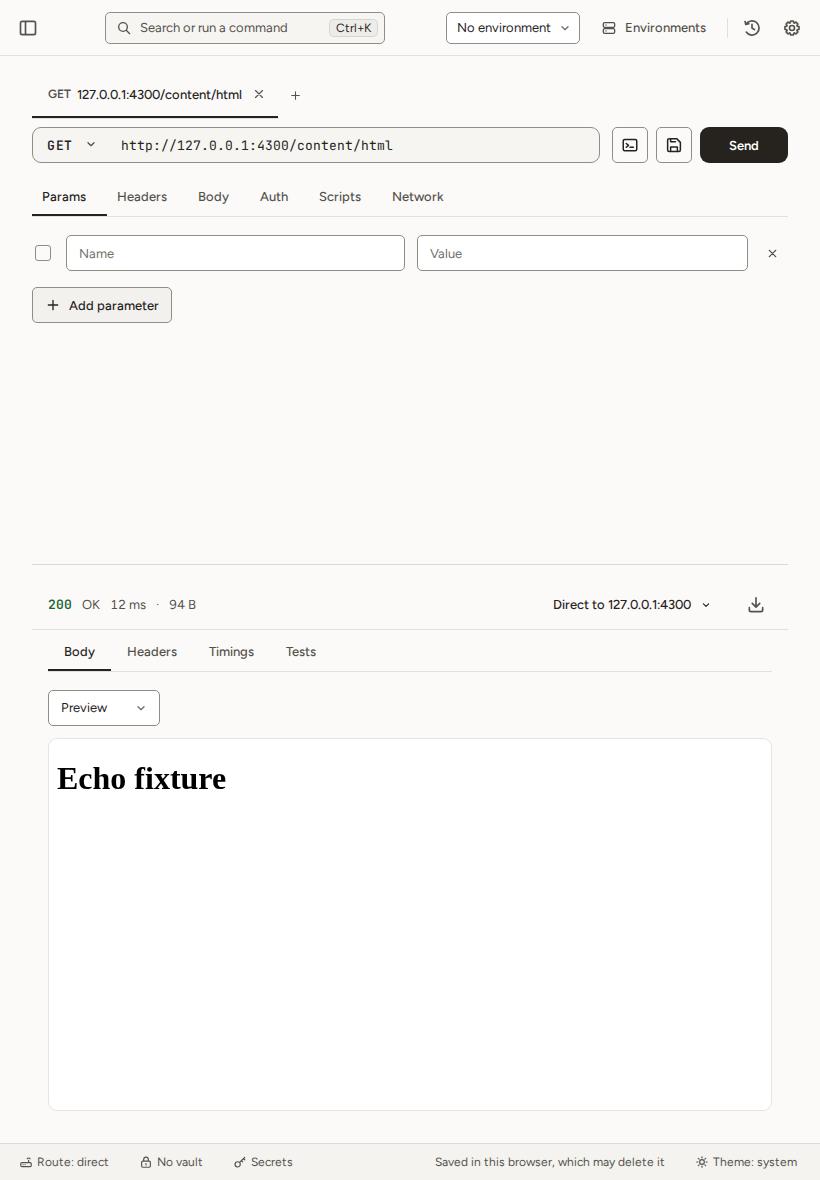 Search or run a command Ctrl+K No environment Environments
GET 127.0.0.1:4300/content/html
GET http://127.0.0.1:4300/content/html Send
Params Headers Body Auth Scripts Network
Name Value
Add parameter
200 OK 12 ms · 94 B Direct to 127.0.0.1:4300
Body Headers Timings Tests
Preview
Echo fixture
Route: direct No vault Secrets Saved in this browser, which may delete it Theme: system